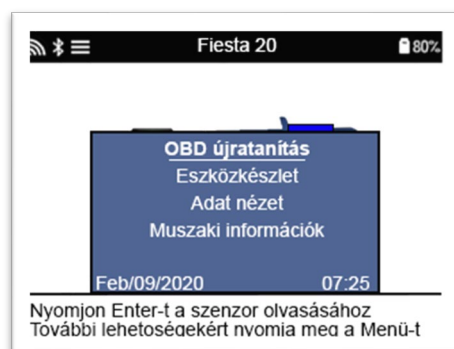 Fiesta 20 80%
OBD újratanítás
Eszközkészlet
Adat nézet
Muszaki információk
Feb/09/2020 07:25
Nyomjon Enter-t a szenzor olvasásához
További lehetoségekért nyomja meg a Menü-t